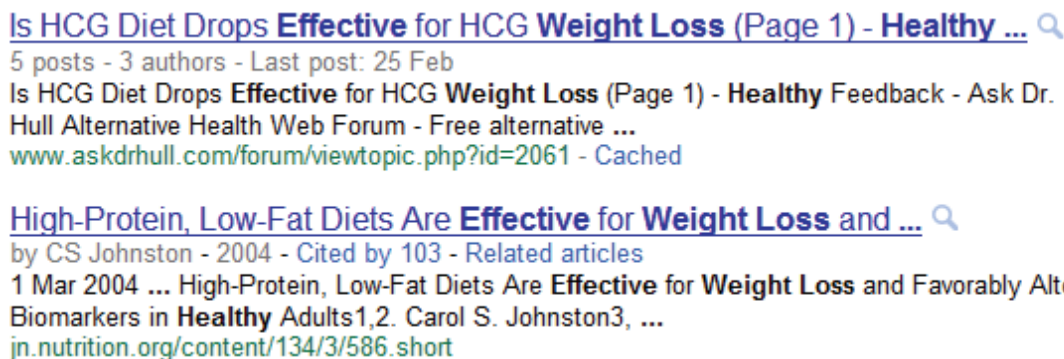 Is HCG Diet Drops Effective for HCG Weight Loss (Page 1) - Healthy ...
5 posts - 3 authors - Last post: 25 Feb
Is HCG Diet Drops Effective for HCG Weight Loss (Page 1) - Healthy Feedback - Ask Dr.
Hull Alternative Health Web Forum - Free alternative ...
www.askdrhull.com/forum/viewtopic.php?id=2061 - Cached
High-Protein, Low-Fat Diets Are Effective for Weight Loss and ...
by CS Johnston - 2004 - Cited by 103 - Related articles
1 Mar 2004 ... High-Protein, Low-Fat Diets Are Effective for Weight Loss and Favorably Alt
Biomarkers in Healthy Adults1,2. Carol S. Johnston3, ...
jn.nutrition.org/content/134/3/586.short